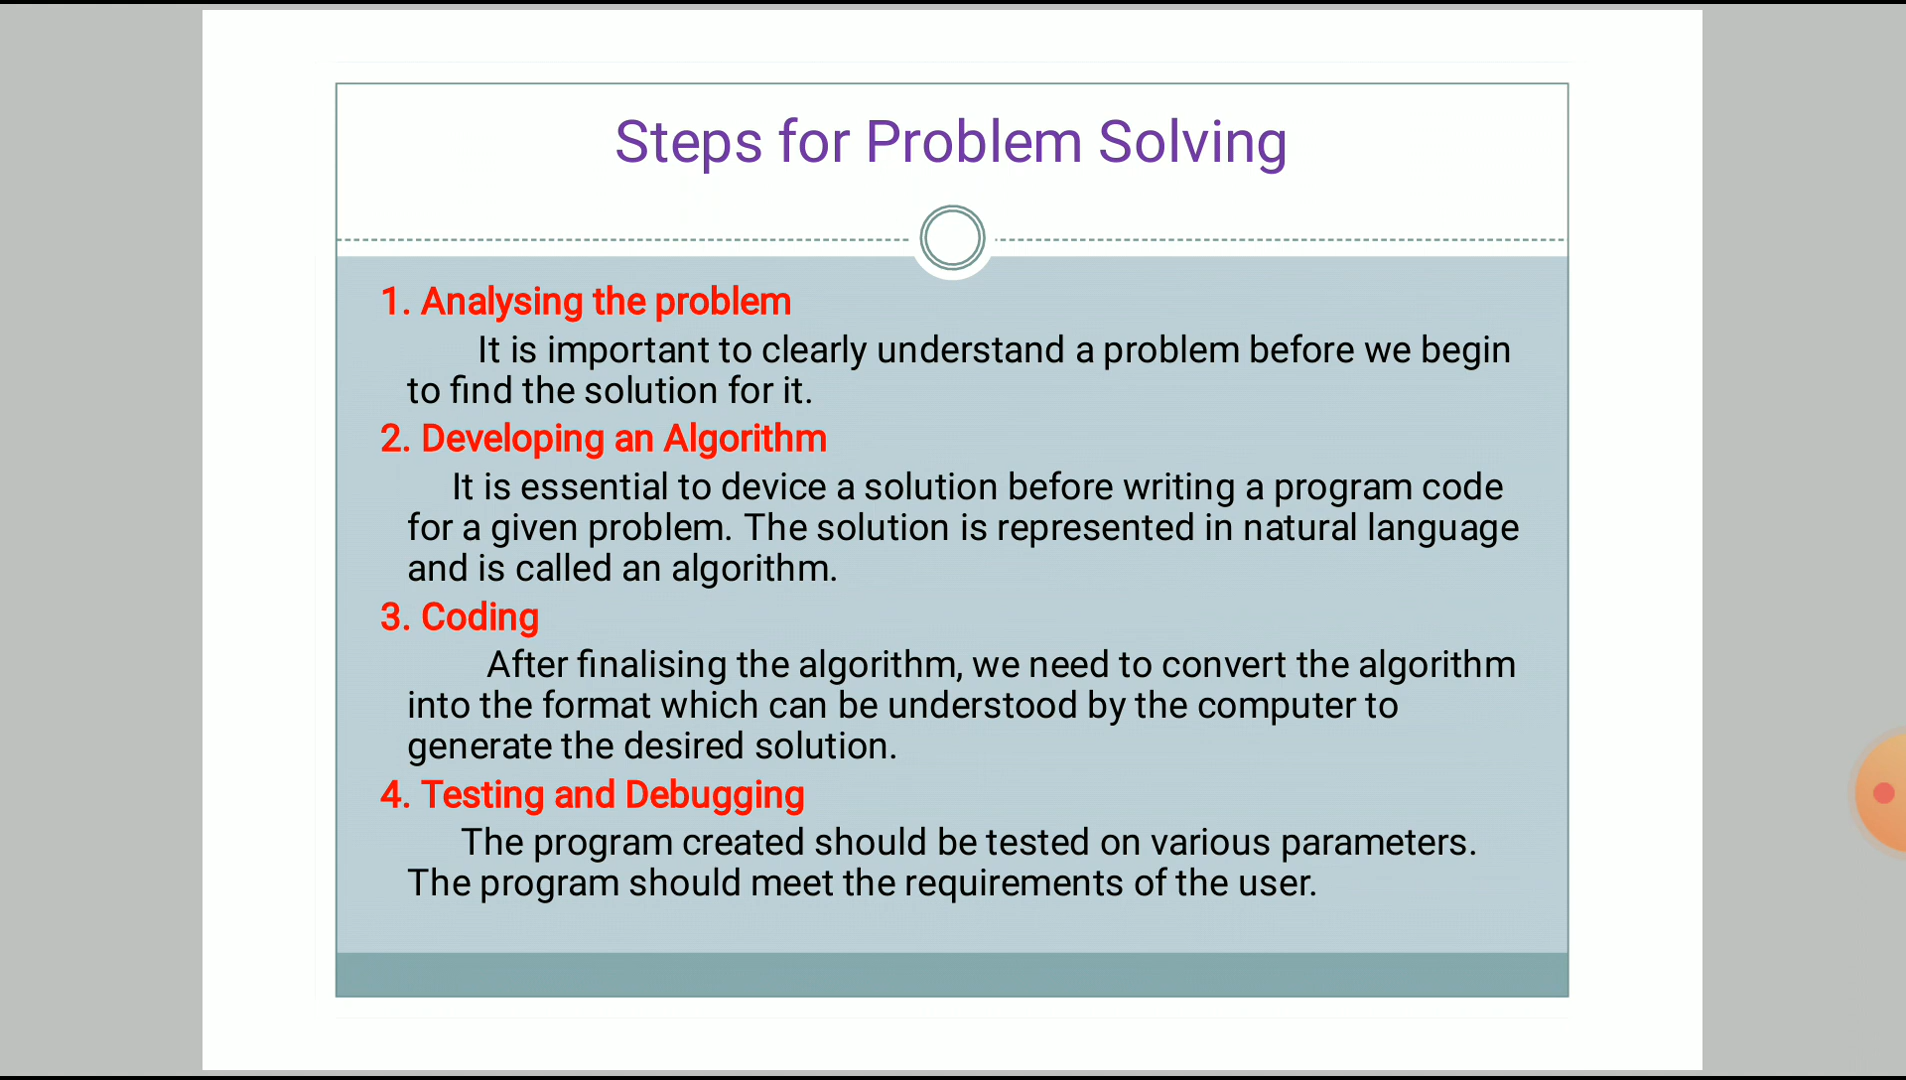 Steps for Problem Solving
1. Analysing the problem
It is important to clearly understand a problem before we begin
to find the solution for it.
2. Developing an Algorithm
It is essential to device a solution before writing a program code
for a given problem. The solution is represented in natural language
and is called an algorithm.
3. Coding
After finalising the algorithm, we need to convert the algorithm
into the format which can be understood by the computer to
generate the desired solution.
4. Testing and Debugging
The program created should be tested on various parameters.
The program should meet the requirements of the user.